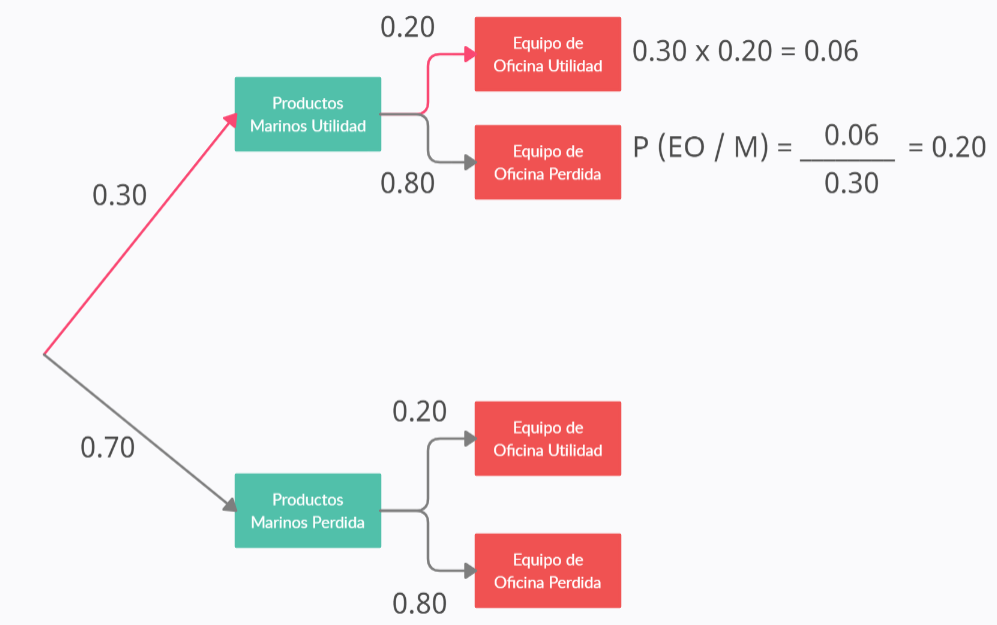 0.20
Equipo de
Oficina Utilidad
0.30 x 0.20 = 0.06
Productos
Marinos Utilidad
Equipo de
Oficina Perdida
P (EO / M) = 0.06 = 0.20
0.30
0.80
0.30
0.70
0.20
Equipo de
Oficina Utilidad
Productos
Marinos Perdida
Equipo de
Oficina Perdida
0.80